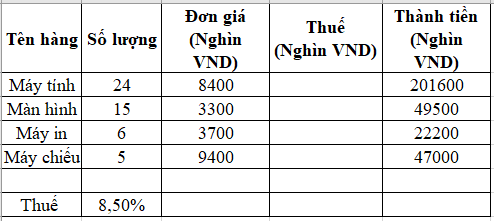 Tên hàng Số lượng Đơn giá (Nghìn VND) Thuế (Nghìn VND) Thành tiền (Nghìn VND)
Máy tính 24 8400 201600
Màn hình 15 3300 49500
Máy in 6 3700 22200
Máy chiếu 5 9400 47000
Thuế 8,50%